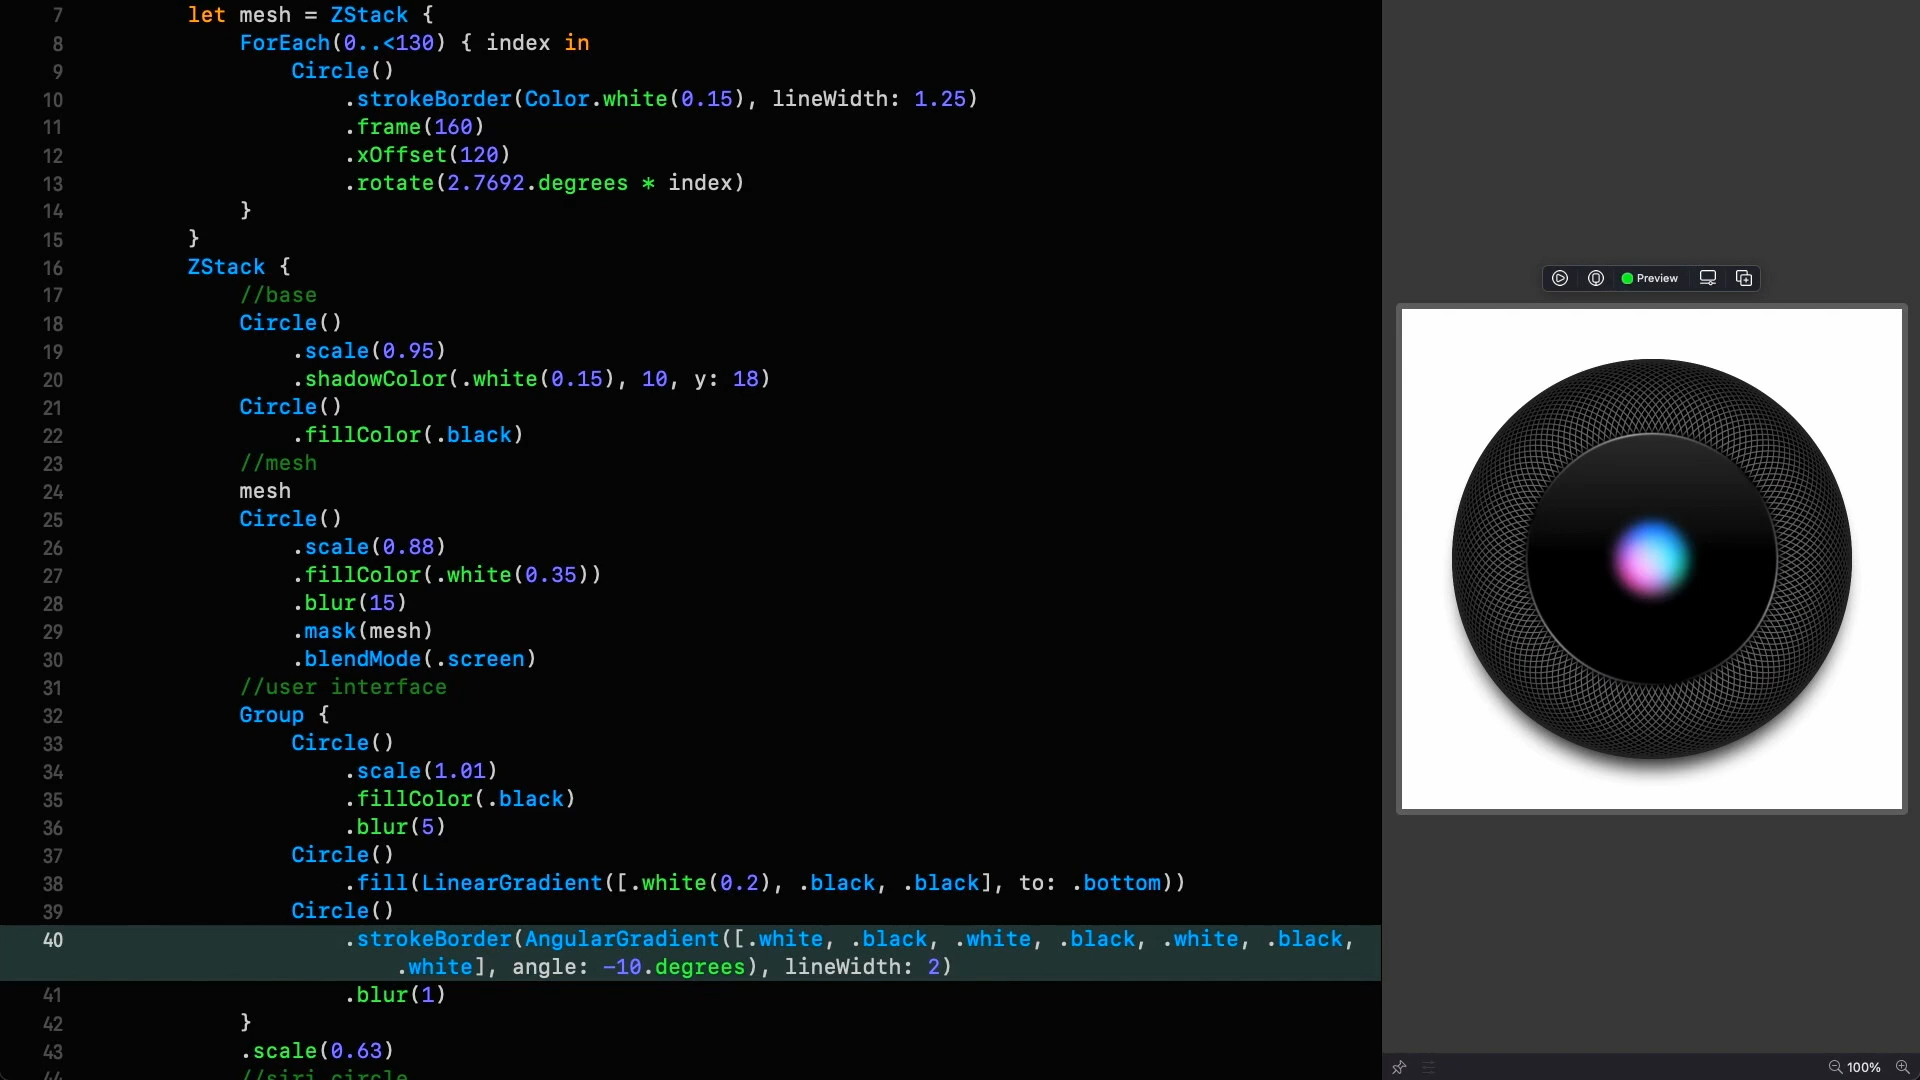 7 let mesh = ZStack {
8 ForEach(0..<130) { index in
9 Circle()
10 .strokeBorder(Color.white(0.15), lineWidth: 1.25)
11 .frame(160)
12 .xOffset(120)
13 .rotate(2.7692.degrees * index)
14 }
15 }
16 ZStack {
17 //base
18 Circle()
19 .scale(0.95)
20 .shadowColor(.white(0.15), 10, y: 18)
21 Circle()
22 .fillColor(.black)
23 //mesh
24 mesh
25 Circle()
26 .scale(0.88)
27 .fillColor(.white(0.35))
28 .blur(15)
29 .mask(mesh)
30 .blendMode(.screen)
31 //user interface
32 Group {
33 Circle()
34 .scale(1.01)
35 .fillColor(.black)
36 .blur(5)
37 Circle()
38 .fill(LinearGradient([.white(0.2), .black, .black], to: .bottom))
39 Circle()
40 .strokeBorder(AngularGradient([.white, .black, .white, .black, .white, .black,
.white], angle: -10.degrees), lineWidth: 2)
41 .blur(1)
42 }
43 .scale(0.63)
44 //siri circle
Preview
100%